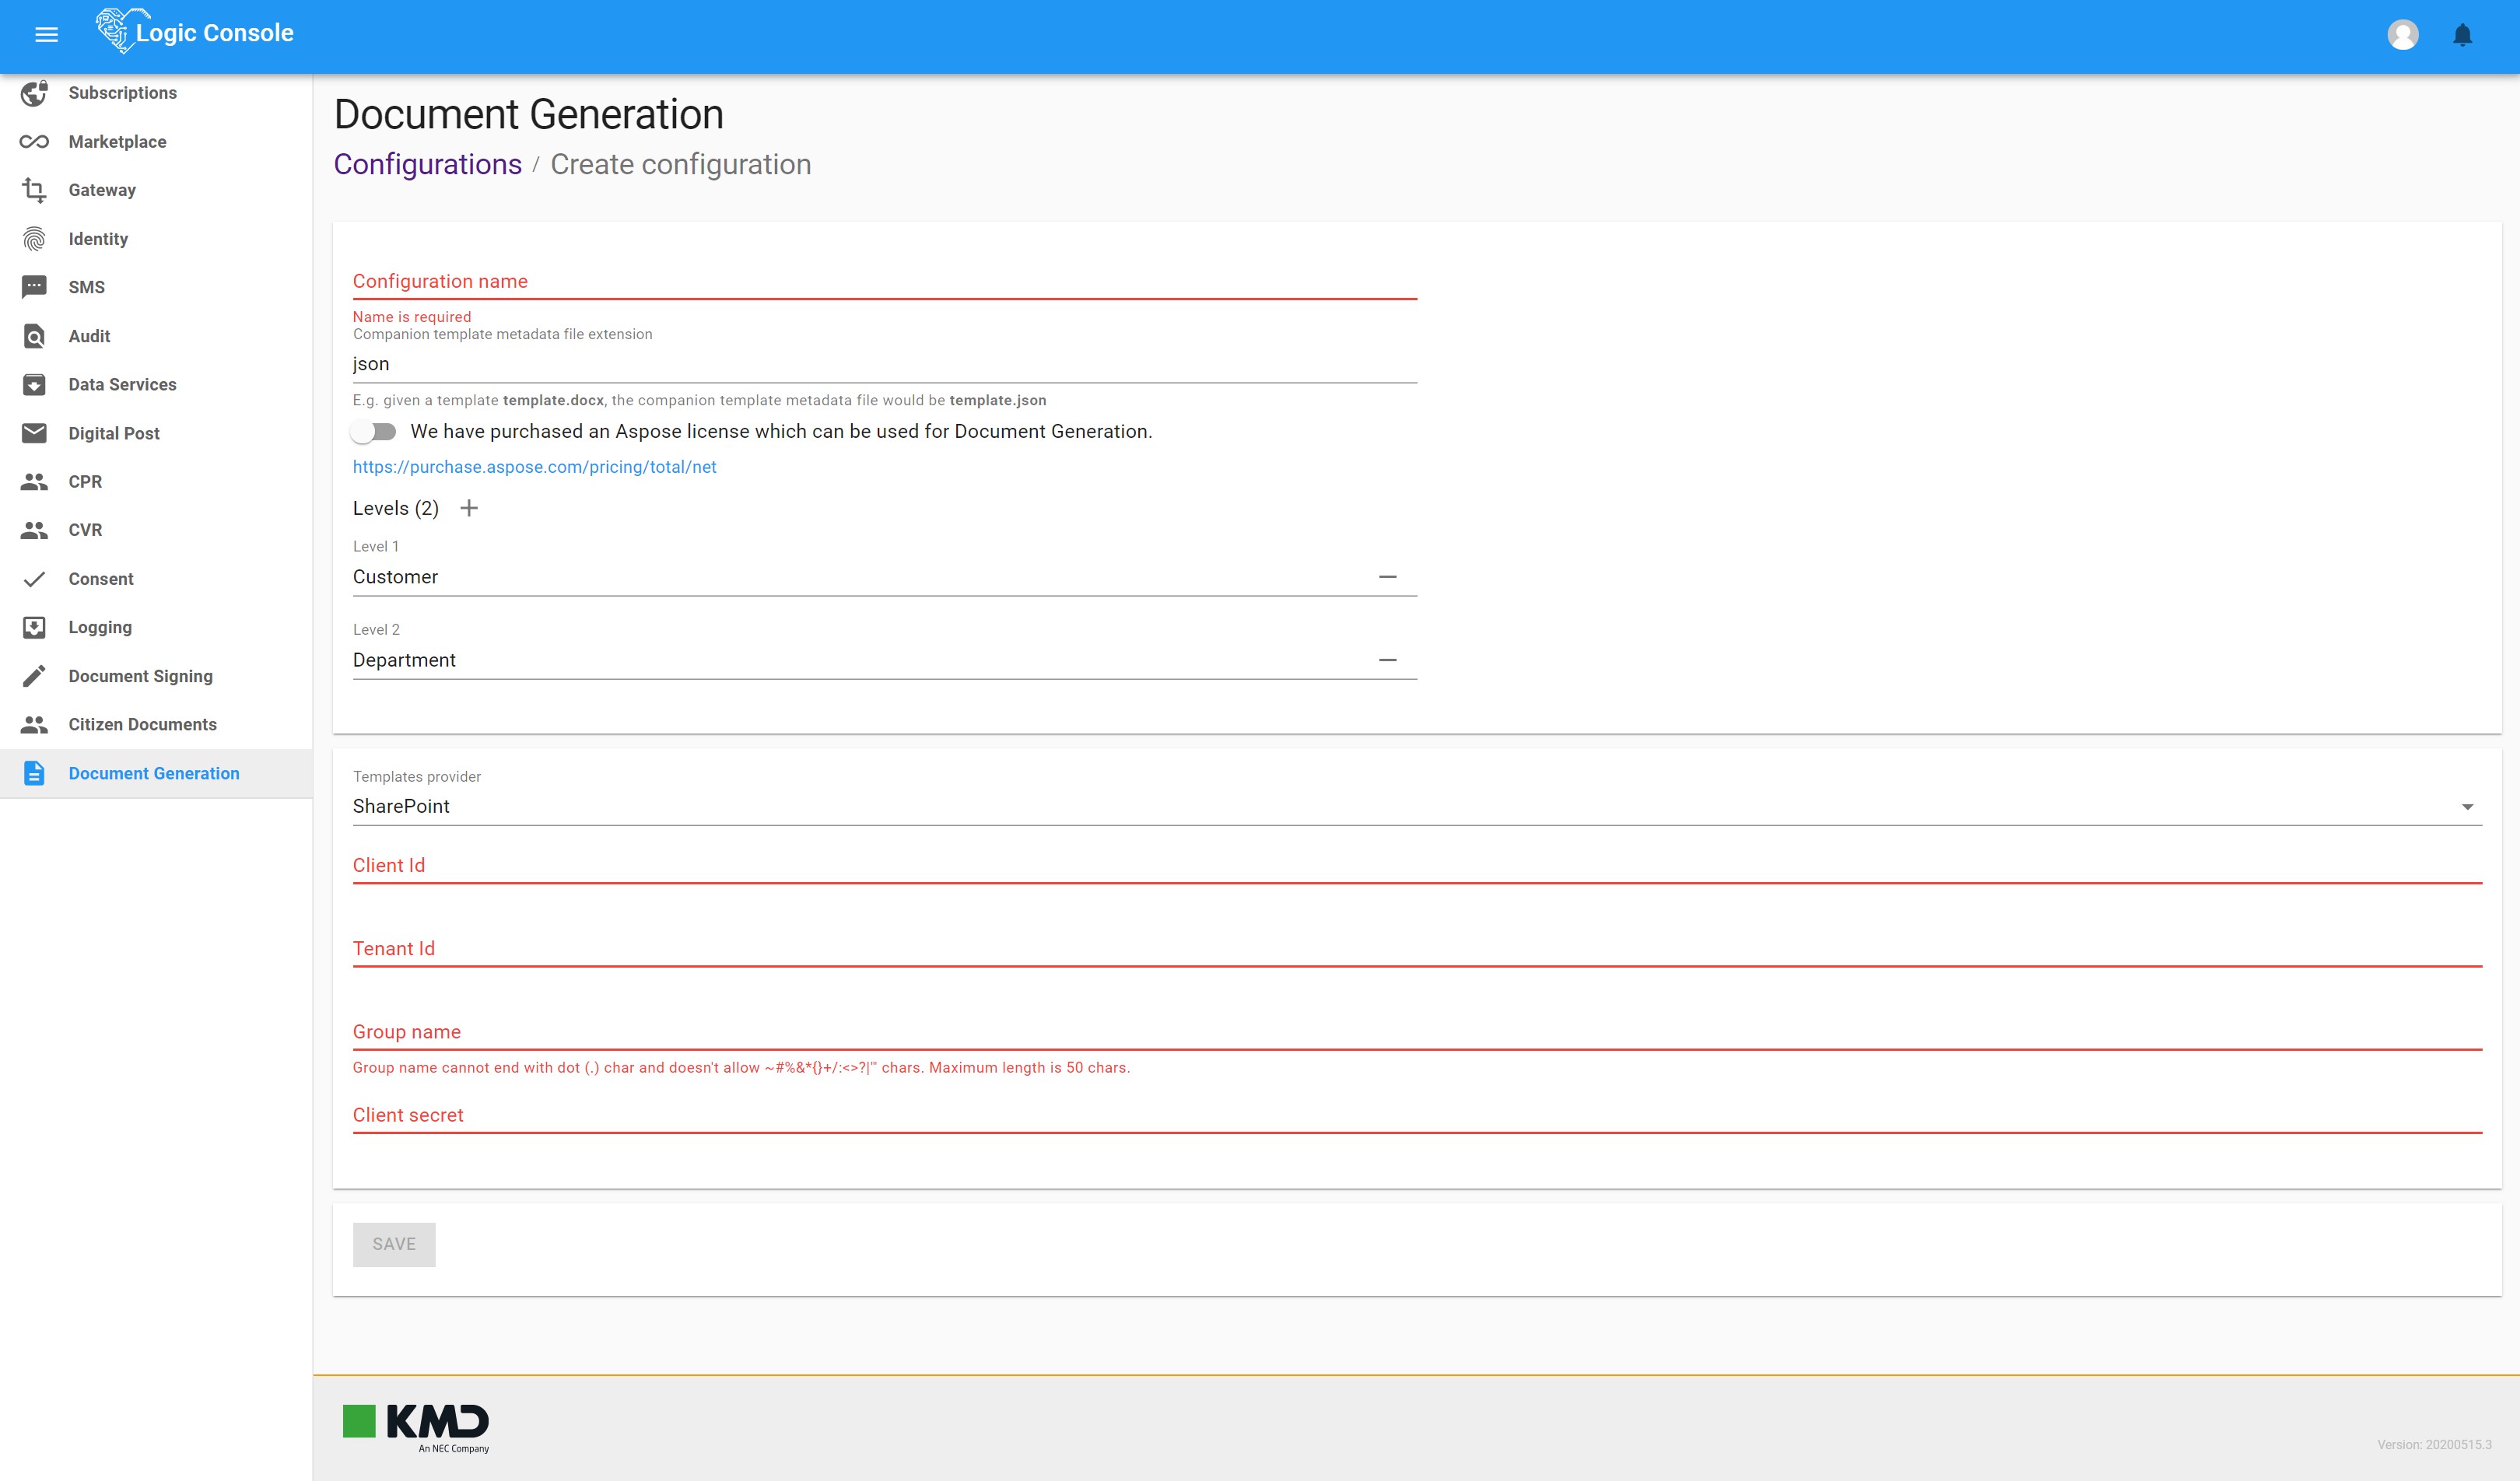 Logic Console
Subscriptions
Marketplace
Gateway
Identity
SMS
Audit
Data Services
Digital Post
CPR
CVR
Consent
Logging
Document Signing
Citizen Documents
Document Generation
Document Generation
Configurations / Create configuration
Configuration name
Name is required
Companion template metadata file extension
json
E.g. given a template template.docx, the companion template metadata file would be template.json
We have purchased an Aspose license which can be used for Document Generation.
https://purchase.aspose.com/pricing/total/net
Levels (2)
Level 1
Customer
Level 2
Department
Templates provider
SharePoint
Client Id
Tenant Id
Group name
Group name cannot end with dot (.) char and doesn't allow ~#%&*{}+/:<>?|'" chars. Maximum length is 50 chars.
Client secret
SAVE
KMD
An NEC Company
Version: 20200515.3